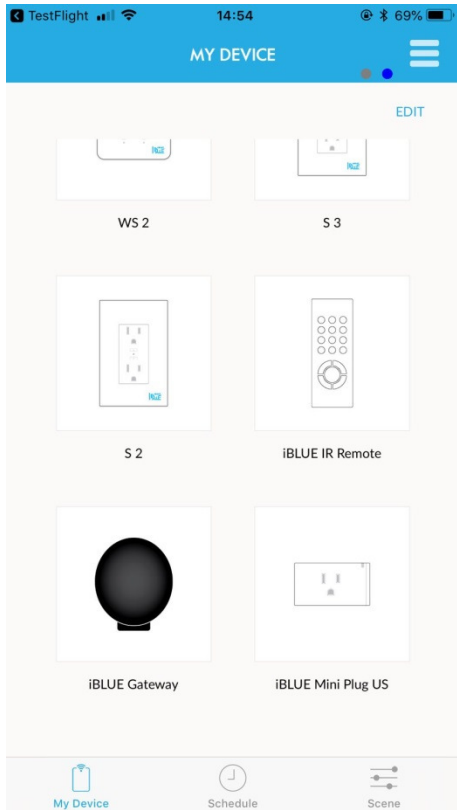 TestFlight 14:54 69%
MY DEVICE
EDIT
WS 2 S 3
S 2 iBLUE IR Remote
iBLUE Gateway iBLUE Mini Plug US
My Device Schedule Scene